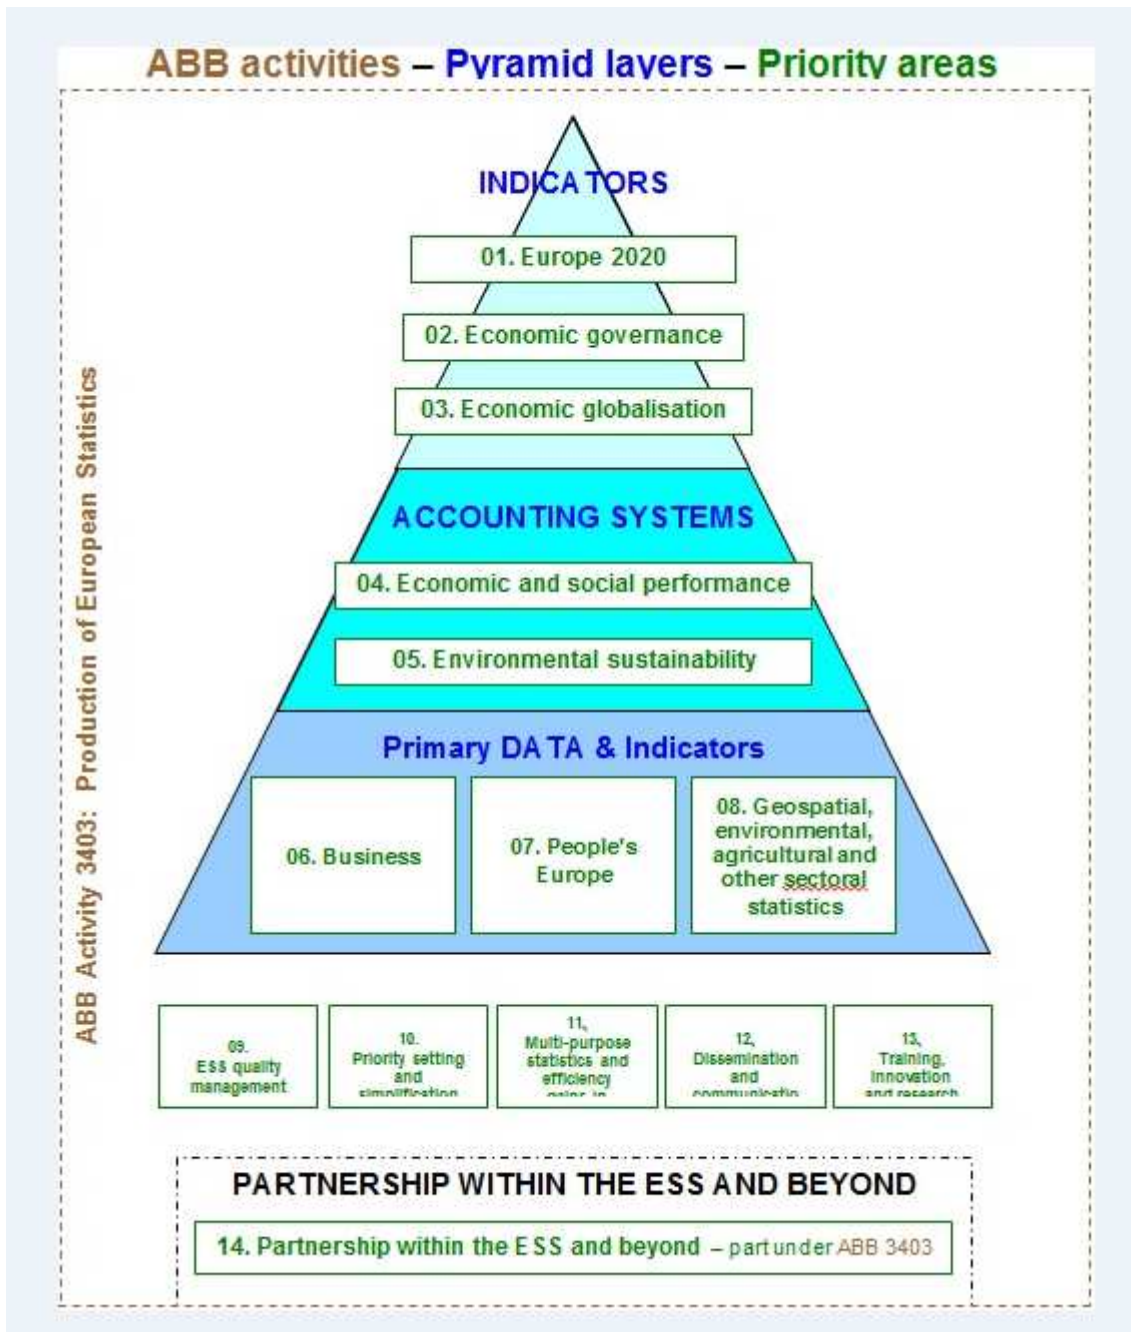 ABB activities – Pyramid layers – Priority areas
INDICATORS
01. Europe 2020
02. Economic governance
03. Economic globalisation
ACCOUNTING SYSTEMS
04. Economic and social performance
05. Environmental sustainability
Primary DATA & Indicators
06. Business
07. People's
Europe
08. Geospatial,
environmental,
agricultural and
other sectoral
statistics
ABB Activity 3403: Production of European Statistics
09.
ESS quality
management
10.
Priority setting
and
simplification
11,
Multi-purpose
statistics and
efficiency
12,
Dissemination
and
communicatio
13,
Training,
innovation
and research
PARTNERSHIP WITHIN THE ESS AND BEYOND
14. Partnership within the ESS and beyond – part under ABB 3403